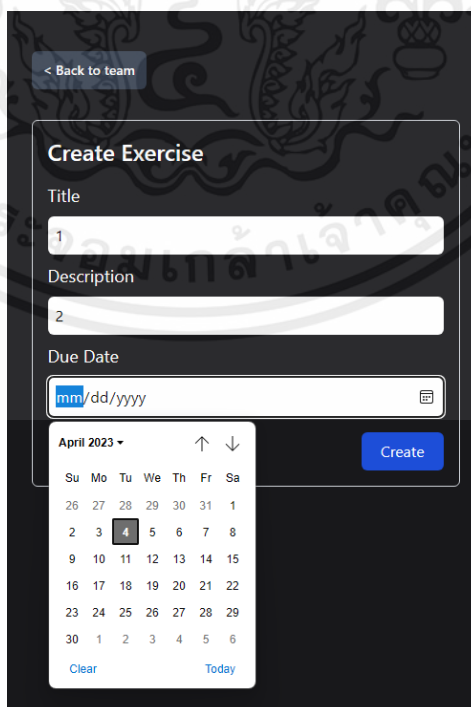 < Back to team
Create Exercise
Title
1
Description
2
Due Date
mm/dd/yyyy
April 2023
Create
Su Mo Tu We Th Fr Sa
26 27 28 29 30 31 1
2 3 4 5 6 7 8
9 10 11 12 13 14 15
16 17 18 19 20 21 22
23 24 25 26 27 28 29
30 1 2 3 4 5 6
Clear Today